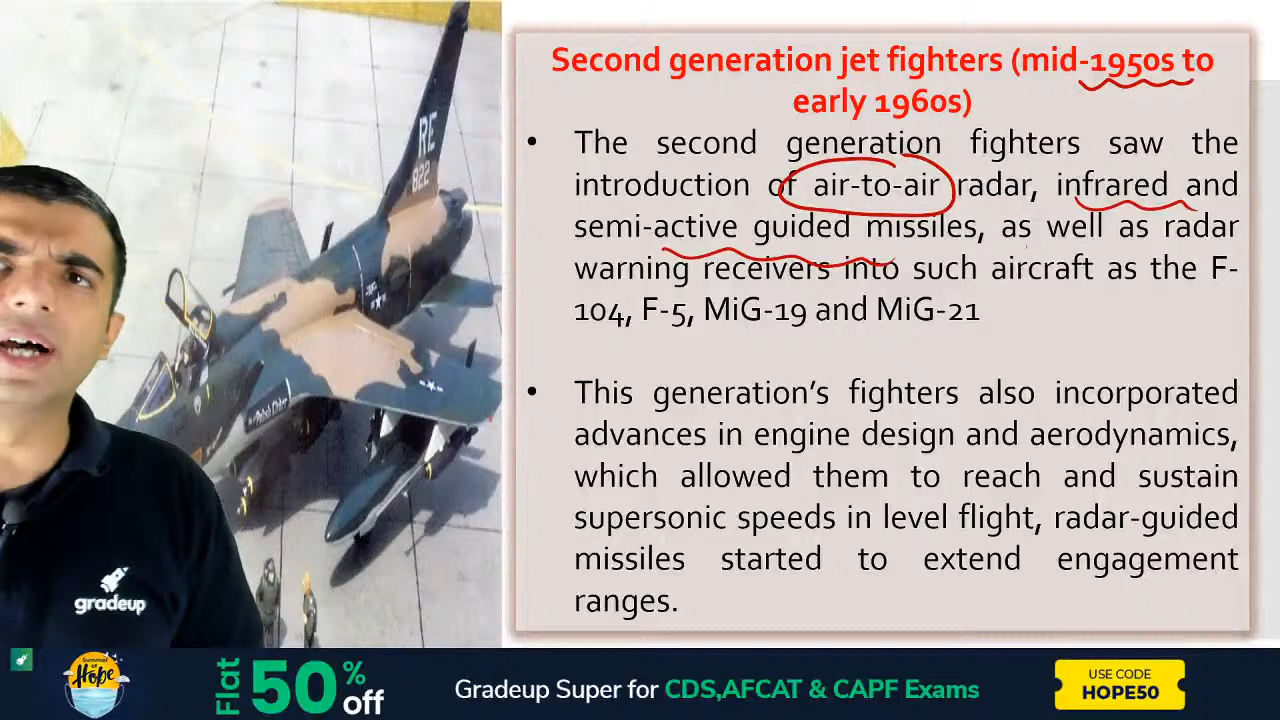 Second generation jet fighters (mid-1950s to
early 1960s)
• The second generation fighters saw the
introduction of air-to-air radar, infrared and
semi-active guided missiles, as well as radar
warning receivers into such aircraft as the F-
104, F-5, MiG-19 and MiG-21
• This generation's fighters also incorporated
advances in engine design and aerodynamics,
which allowed them to reach and sustain
supersonic speeds in level flight, radar-guided
missiles started to extend engagement
ranges.
RE
822
gradeup
Summer
of
Hope
Flat
50%
off
Gradeup Super for CDS,AFCAT & CAPF Exams
USE CODE
HOPE50